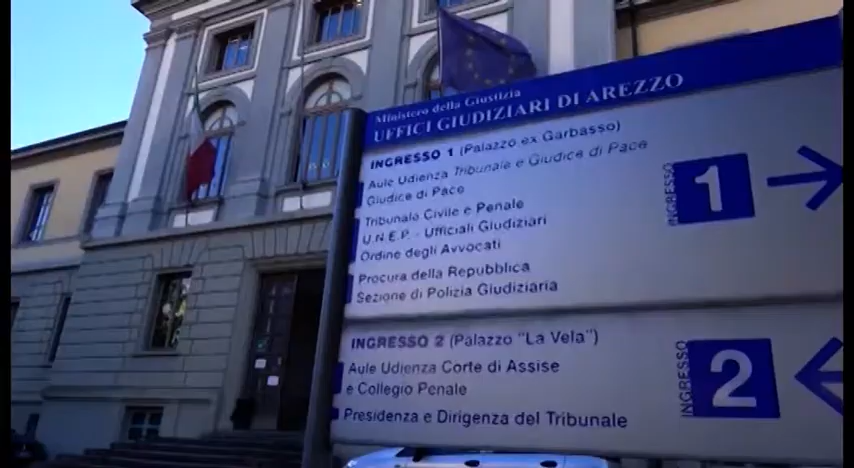 Ministero della Giustizia
UFFICI GIUDIZIARI DI AREZZO
INGRESSO 1 (Palazzo ex Garbasso)
Aule Udienza Tribunale e Giudice di Pace
Giudice di Pace
Tribunale Civile e Penale
U.N.E.P. - Ufficiali Giudiziari
Ordine degli Avvocati
Procura della Repubblica
Sezione di Polizia Giudiziaria
INGRESSO
1
INGRESSO 2 (Palazzo "La Vela")
Aule Udienza Corte di Assise
e Collegio Penale
Presidenza e Dirigenza del Tribunale
INGRESSO
2